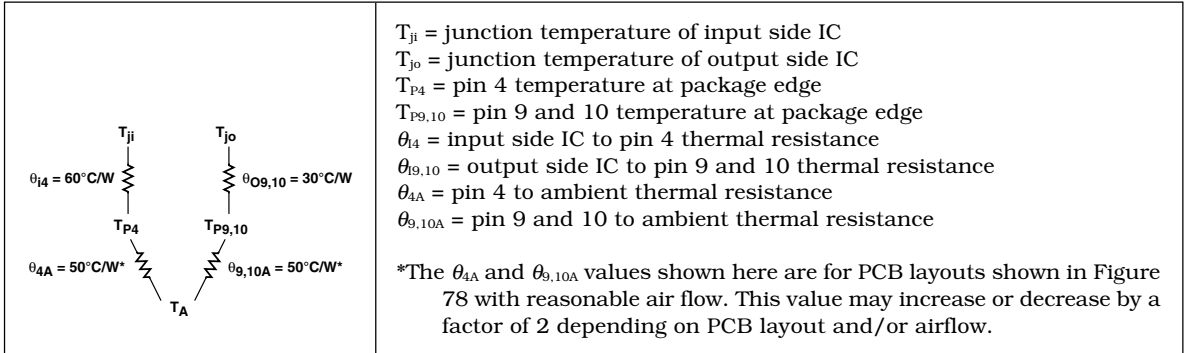 Tji
Tjo
θi4 = 60°C/W
θO9,10 = 30°C/W
TP4
TP9,10
θ4A = 50°C/W*
θ9,10A = 50°C/W*
TA
Tji = junction temperature of input side IC
Tjo = junction temperature of output side IC
TP4 = pin 4 temperature at package edge
TP9,10 = pin 9 and 10 temperature at package edge
θI4 = input side IC to pin 4 thermal resistance
θI9,10 = output side IC to pin 9 and 10 thermal resistance
θ4A = pin 4 to ambient thermal resistance
θ9,10A = pin 9 and 10 to ambient thermal resistance
*The θ4A and θ9,10A values shown here are for PCB layouts shown in Figure
78 with reasonable air flow. This value may increase or decrease by a
factor of 2 depending on PCB layout and/or airflow.